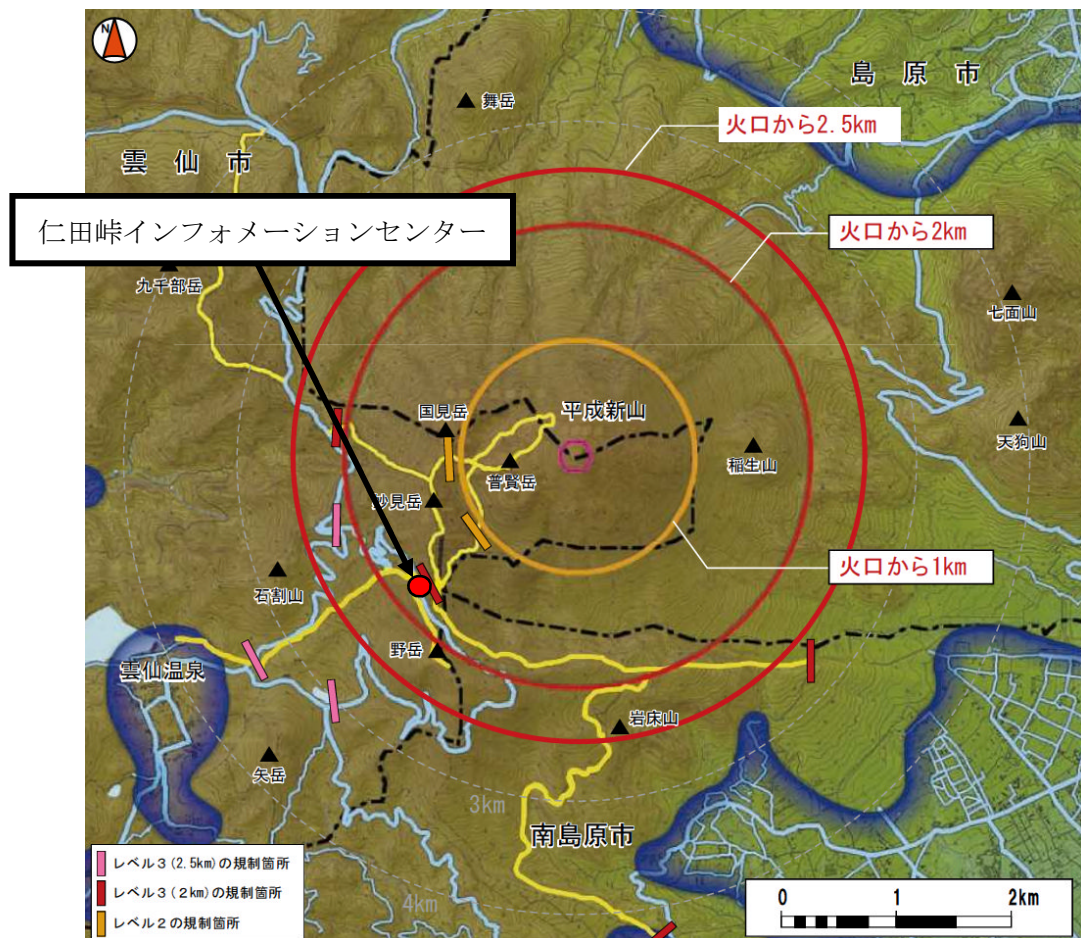 N
舞岳
島原市
火口から2.5km
雲仙市
仁田峠インフォメーションセンター
火口から2km
九千部岳
七面山
国見岳
平成新山
天狗山
稲生山
普賢岳
妙見岳
火口から1km
石割山
野岳
雲仙温泉
岩床山
矢岳
3km
南島原市
レベル3(2.5km)の規制箇所
レベル3(2km)の規制箇所
レベル2の規制箇所
4km
0 1 2km